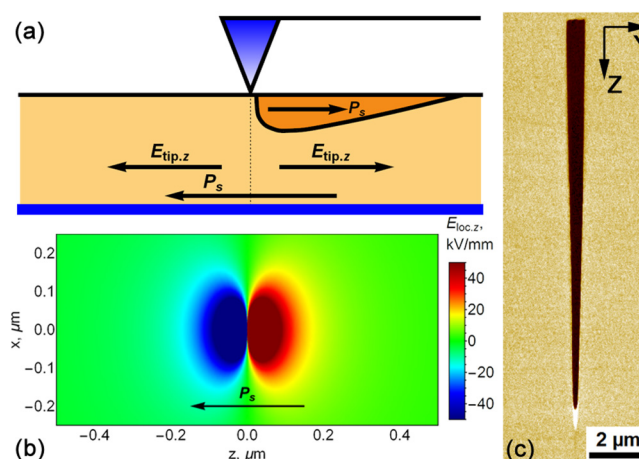 (a)
Ps
Etip.z
Etip.z
Ps
Eloc.z,
kV/mm
x, µm
0.2
0.1
0.0
−0.1
−0.2
40
20
0
−20
−40
Ps
−0.4
−0.2
0.0
0.2
0.4
z, µm
(b)
Y
Z
2 µm
(c)